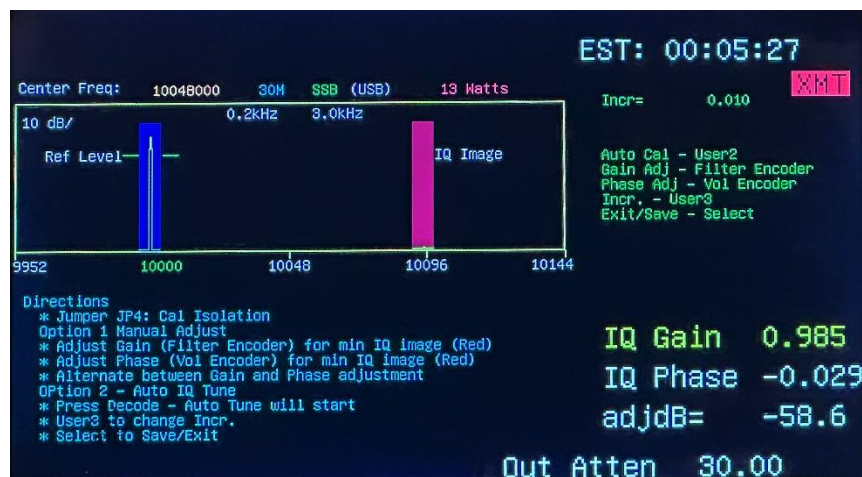 EST: 00:05:27
Center Freq: 10048000 30M SSB (USB) 13 Watts
XMT
Incr= 0.010
0.2kHz 3.0kHz
10 dB/
Ref Level
IQ Image
Auto Cal - User2
Gain Adj - Filter Encoder
Phase Adj - Vol Encoder
Incr. - User3
Exit/Save - Select
9952 10000 10048 10096 10144
Directions
* Jumper JP4: Cal Isolation
Option 1 Manual Adjust
* Adjust Gain (Filter Encoder) for min IQ image (Red)
* Adjust Phase (Vol Encoder) for min IQ image (Red)
* Alternate between Gain and Phase adjustment
OPtion 2 - Auto IQ Tune
* Press Decode - Auto Tune will start
* User3 to change Incr.
* Select to Save/Exit
IQ Gain 0.985
IQ Phase -0.029
adjdB= -58.6
Out Atten 30.00